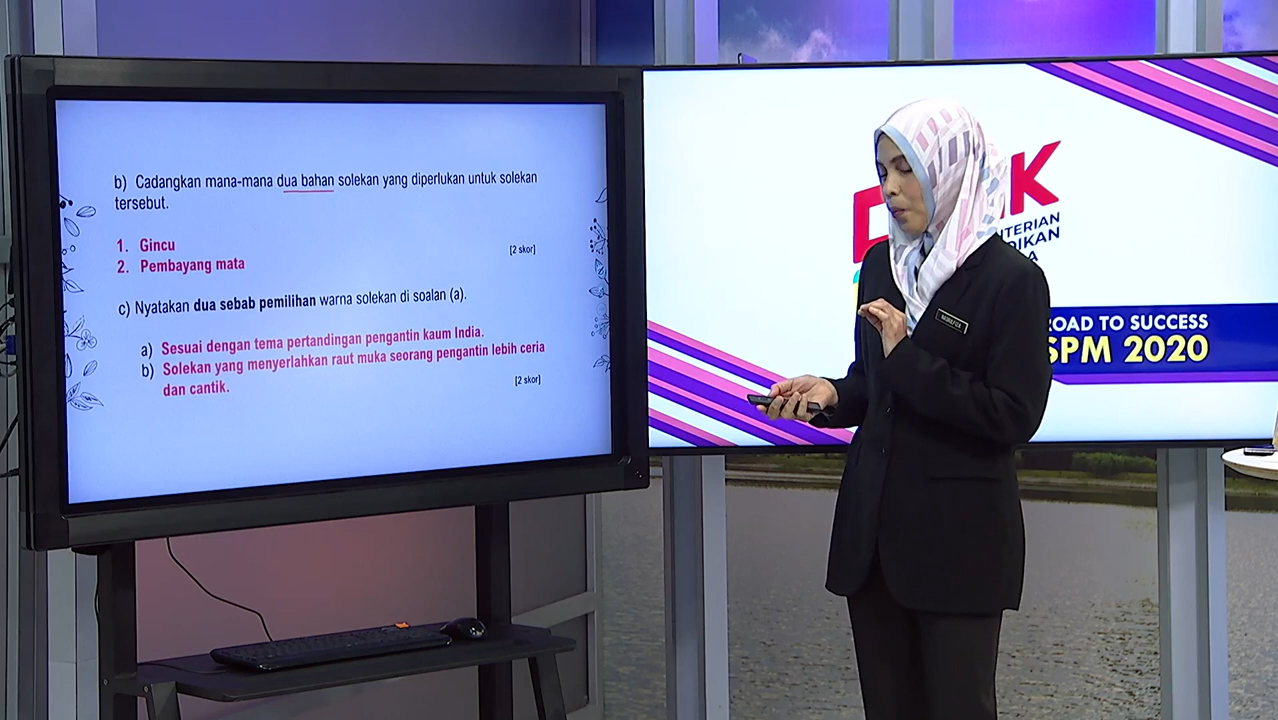 b) Cadangkan mana-mana dua bahan solekan yang diperlukan untuk solekan
tersebut.
1. Gincu
[2 skor]
2. Pembayang mata
c) Nyatakan dua sebab pemilihan warna solekan di soalan (a).
a) Sesuai dengan tema pertandingan pengantin kaum India.
b) Solekan yang menyerlahkan raut muka seorang pengantin lebih ceria
dan cantik.
[2 skor]
K
ROAD TO SUCCESS
SPM 2020